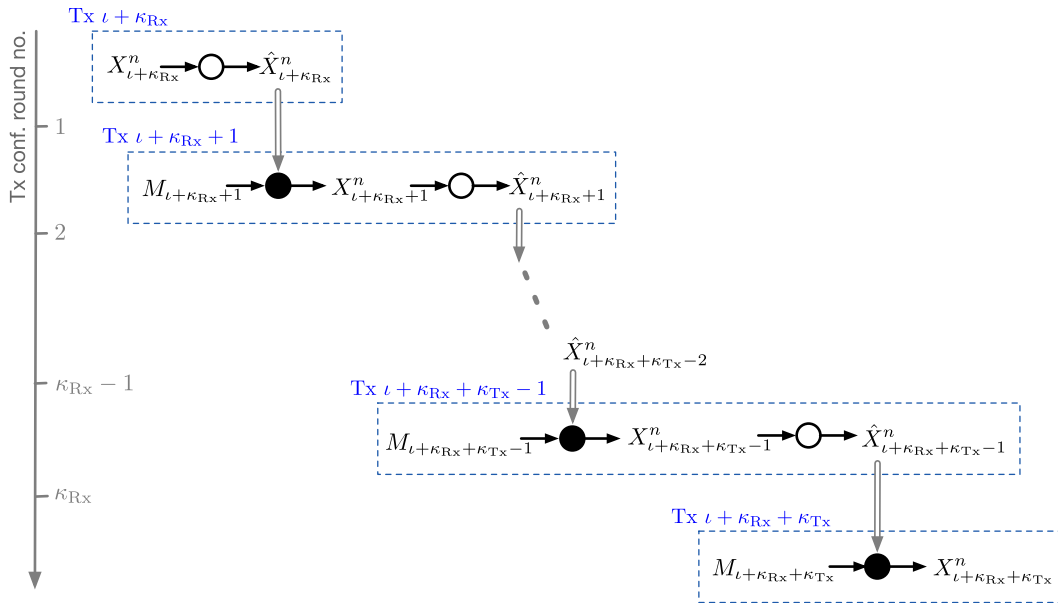 Tx conf. round no.
Tx ι + κ_Rx
X^n_{ι+κ_Rx} X̂^n_{ι+κ_Rx}
1
Tx ι + κ_Rx + 1
M_{ι+κ_Rx+1} X^n_{ι+κ_Rx+1} X̂^n_{ι+κ_Rx+1}
2
X̂^n_{ι+κ_Rx+κ_Tx−2}
κ_Rx − 1
Tx ι + κ_Rx + κ_Tx − 1
M_{ι+κ_Rx+κ_Tx−1} X^n_{ι+κ_Rx+κ_Tx−1} X̂^n_{ι+κ_Rx+κ_Tx−1}
κ_Rx
Tx ι + κ_Rx + κ_Tx
M_{ι+κ_Rx+κ_Tx} X^n_{ι+κ_Rx+κ_Tx}